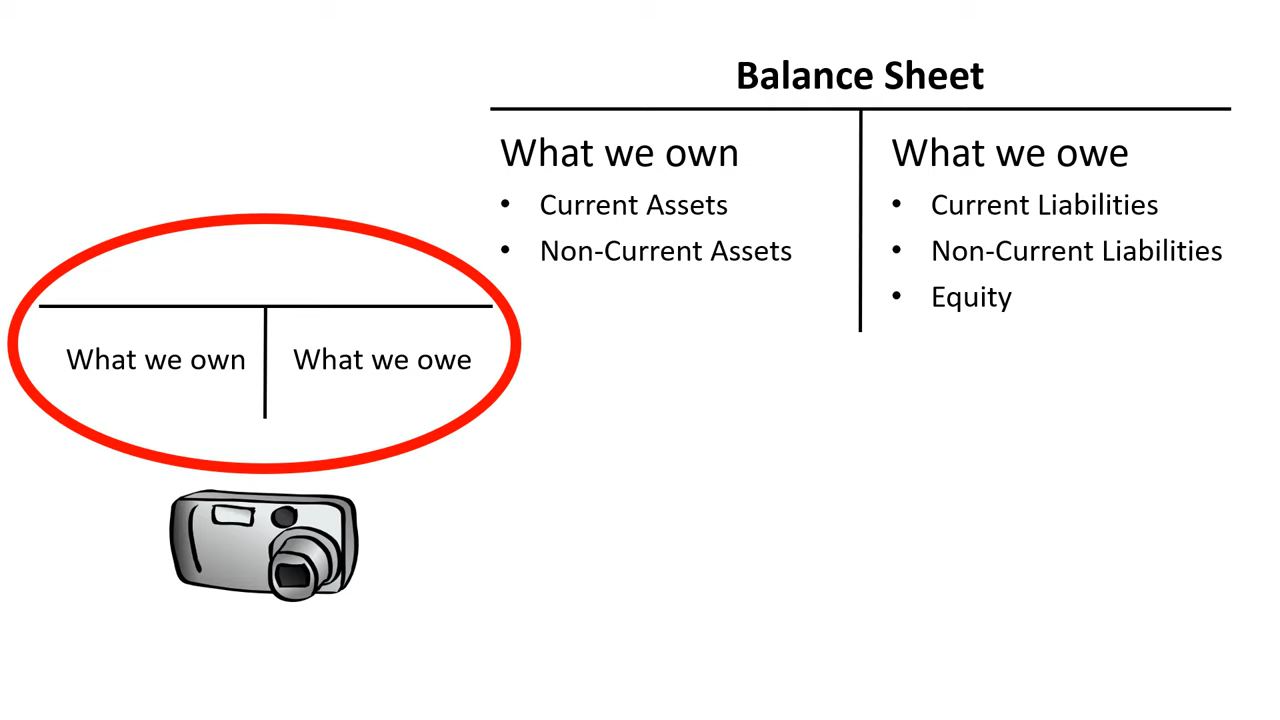 Balance Sheet
What we own
• Current Assets
• Non-Current Assets
What we owe
• Current Liabilities
• Non-Current Liabilities
• Equity
What we own
What we owe